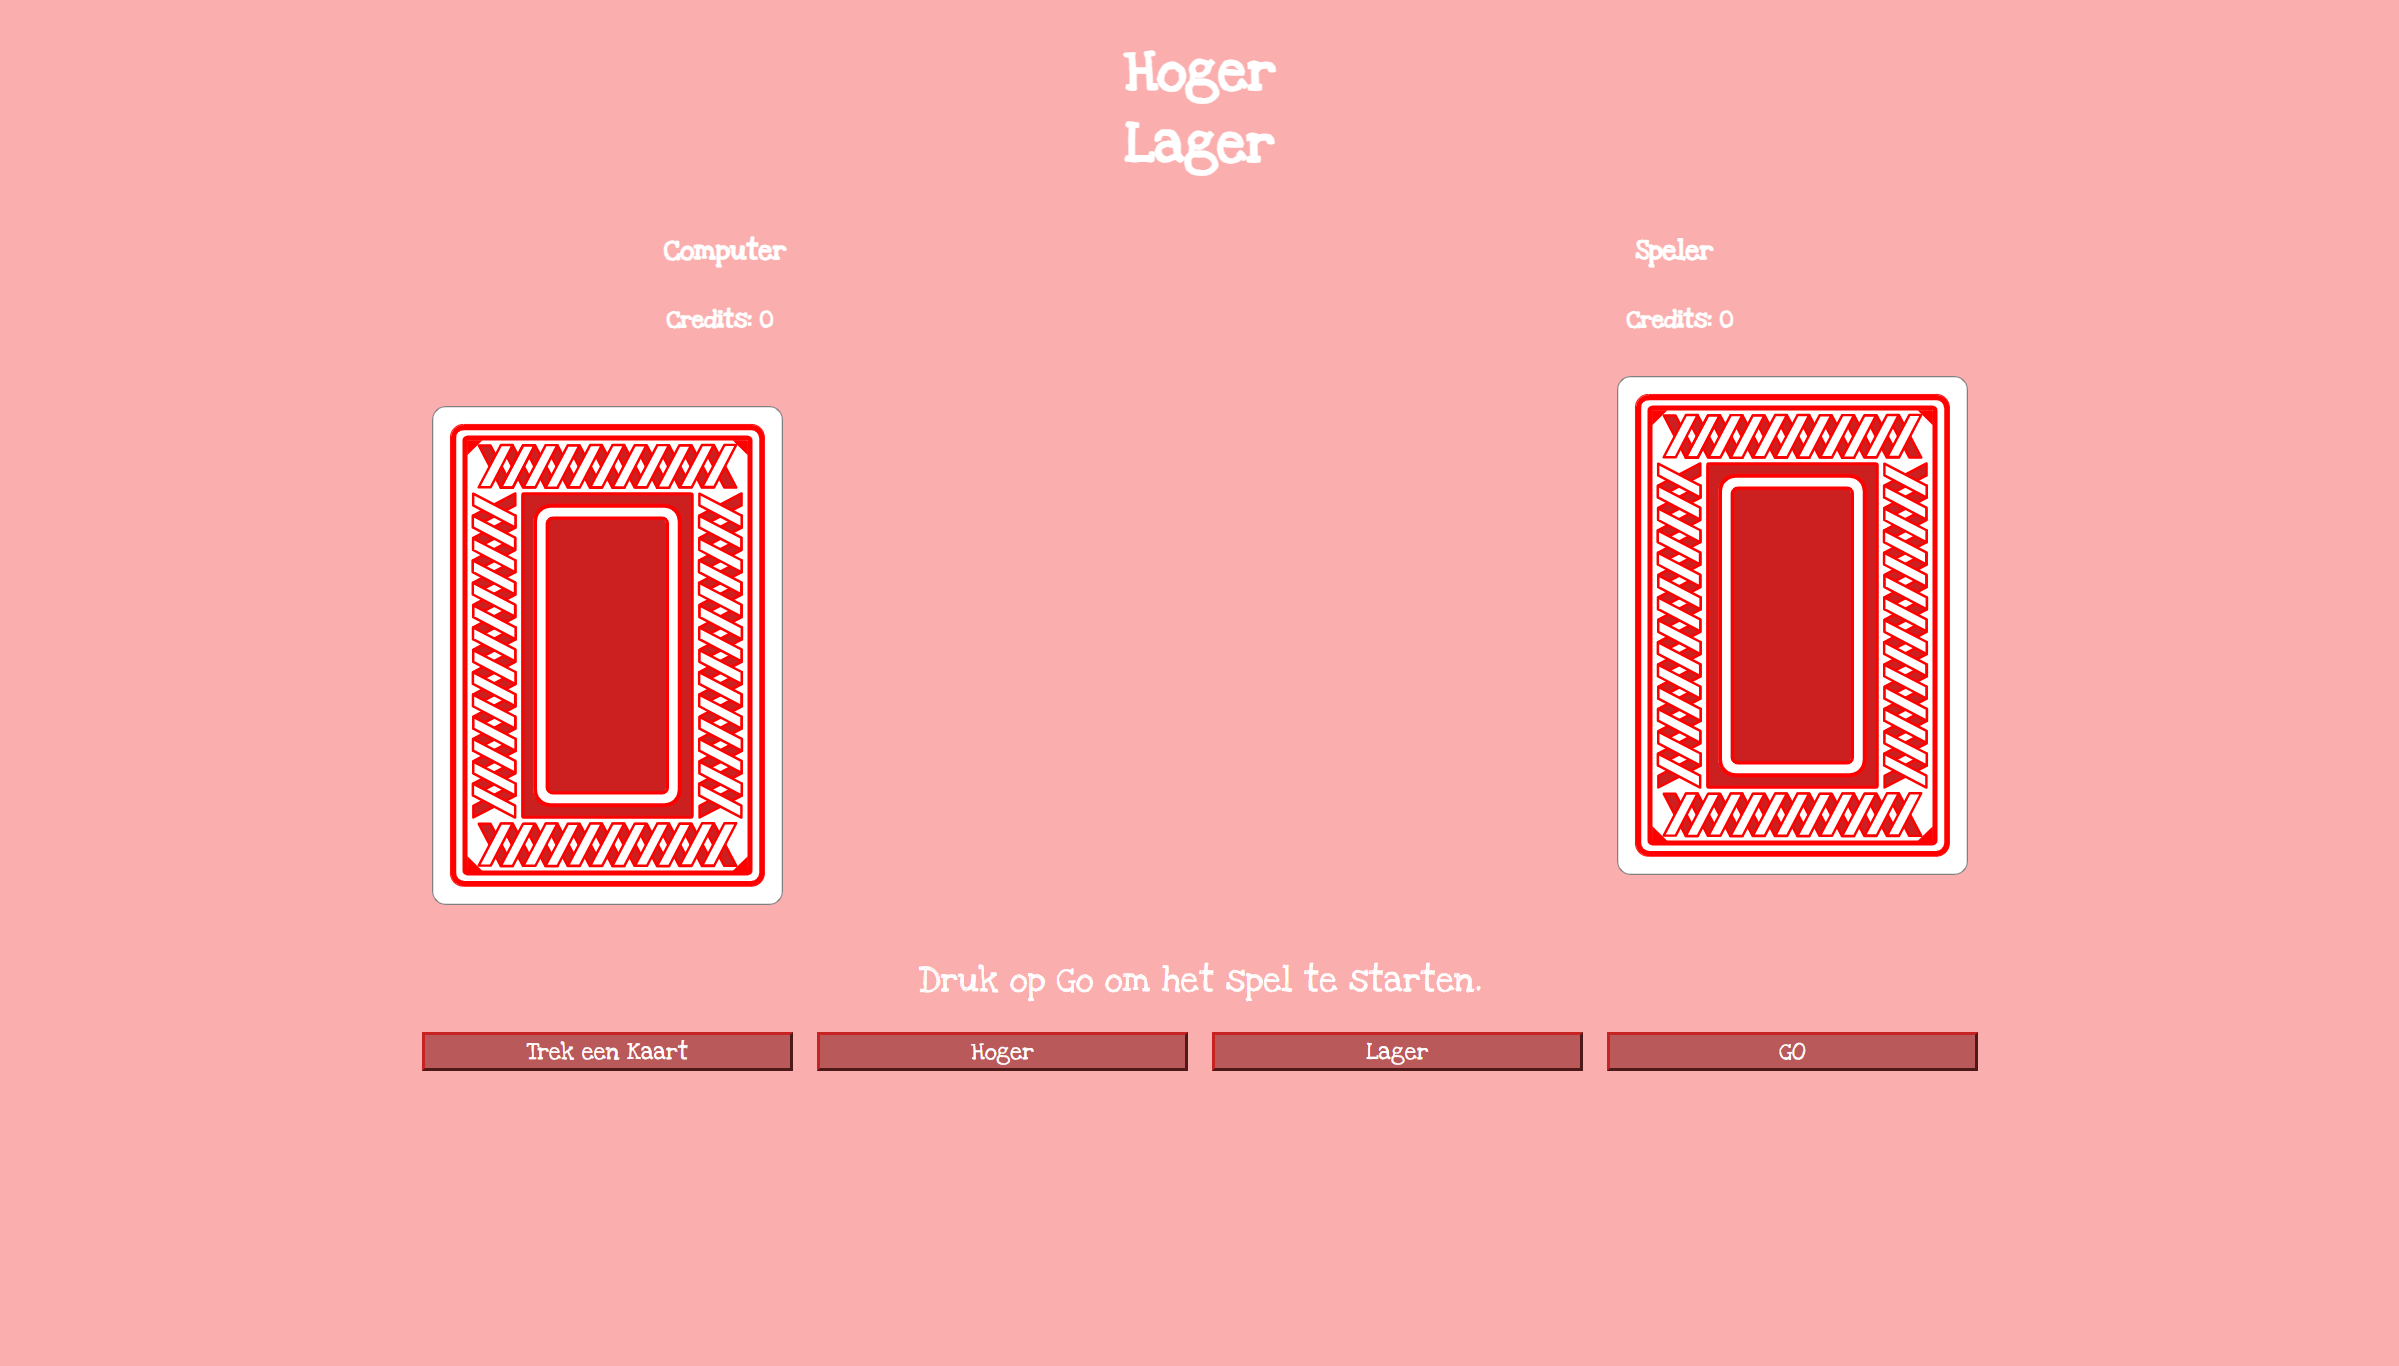 Hoger
Lager
Computer
Speler
Credits: 0
Credits: 0
Druk op Go om het spel te starten.
Trek een Kaart
Hoger
Lager
GO